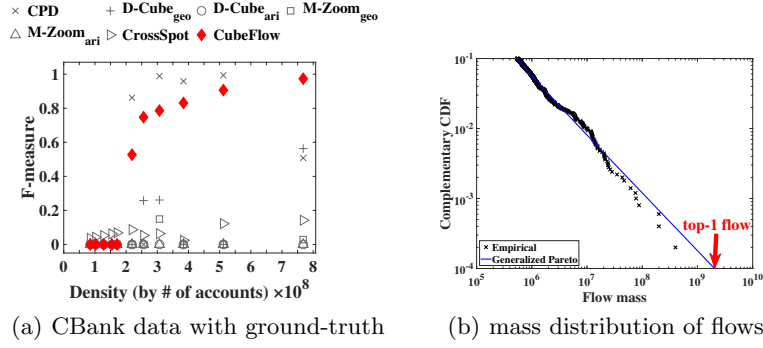 CPD D-Cube_geo D-Cube_ari M-Zoom_geo
M-Zoom_ari CrossSpot CubeFlow
F-measure
1
0.8
0.6
0.4
0.2
0
0 1 2 3 4 5 6 7 8
Density (by # of accounts) ×10^8
(a) CBank data with ground-truth
Complementary CDF
10^-1
10^-2
10^-3
10^-4
top-1 flow
Empirical
Generalized Pareto
10^5 10^6 10^7 10^8 10^9 10^10
Flow mass
(b) mass distribution of flows